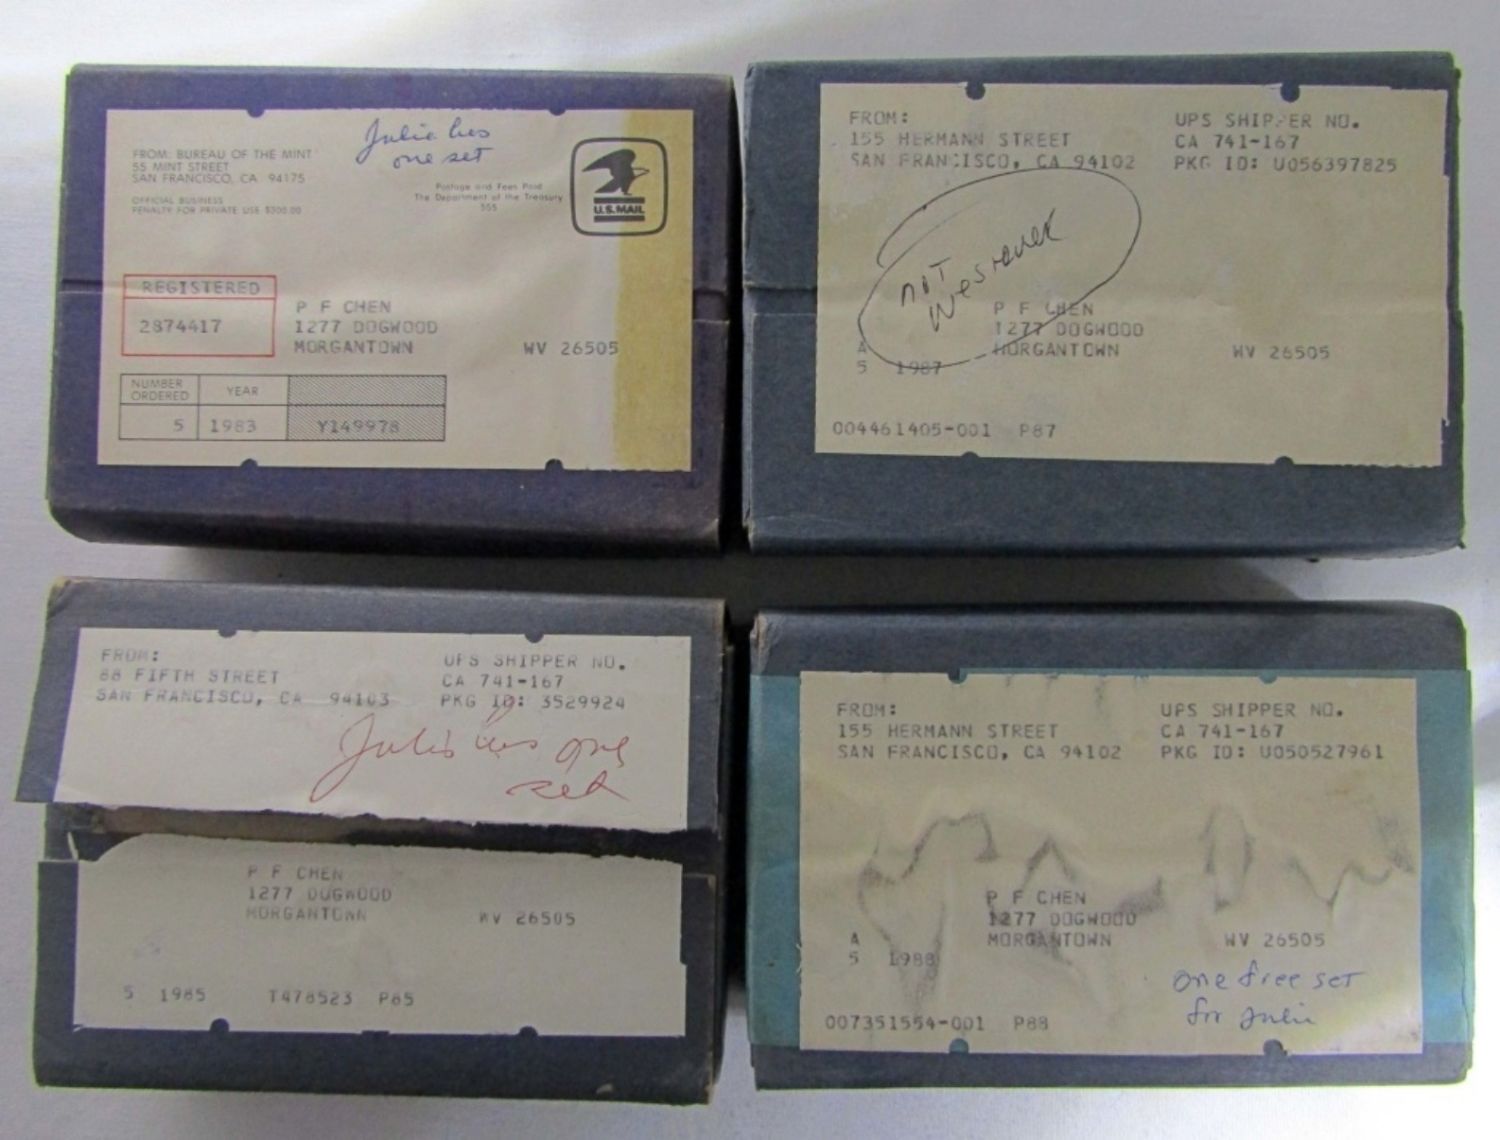 FROM: BUREAU OF THE MINT
55 MINT STREET
SAN FRANCISCO, CA 94175
OFFICIAL BUSINESS
PENALTY FOR PRIVATE USE $300.00
Julie has
one set
Postage and Fees Paid
The Department of the Treasury
555
U.S.MAIL
REGISTERED
2874417
P F CHEN
1277 DOGWOOD
MORGANTOWN WV 26505
NUMBER ORDERED YEAR
5 1983 Y149978
FROM:
155 HERMANN STREET
SAN FRANCISCO, CA 94102
UPS SHIPPER NO.
CA 741-167
PKG ID: U056397825
not
P F CHEN
1277 DOGWOOD
MORGANTOWN WV 26505
A
5 1987
004461405-001 P87
FROM:
88 FIFTH STREET
SAN FRANCISCO, CA 94103
UPS SHIPPER NO.
CA 741-167
PKG ID: 3529924
Julie has one
set
P F CHEN
1277 DOGWOOD
MORGANTOWN WV 26505
5 1985 T478523 P85
FROM:
155 HERMANN STREET
SAN FRANCISCO, CA 94102
UPS SHIPPER NO.
CA 741-167
PKG ID: U050527961
P F CHEN
1277 DOGWOOD
MORGANTOWN WV 26505
A
5 1988
one free set
for Julie
007351554-001 P88